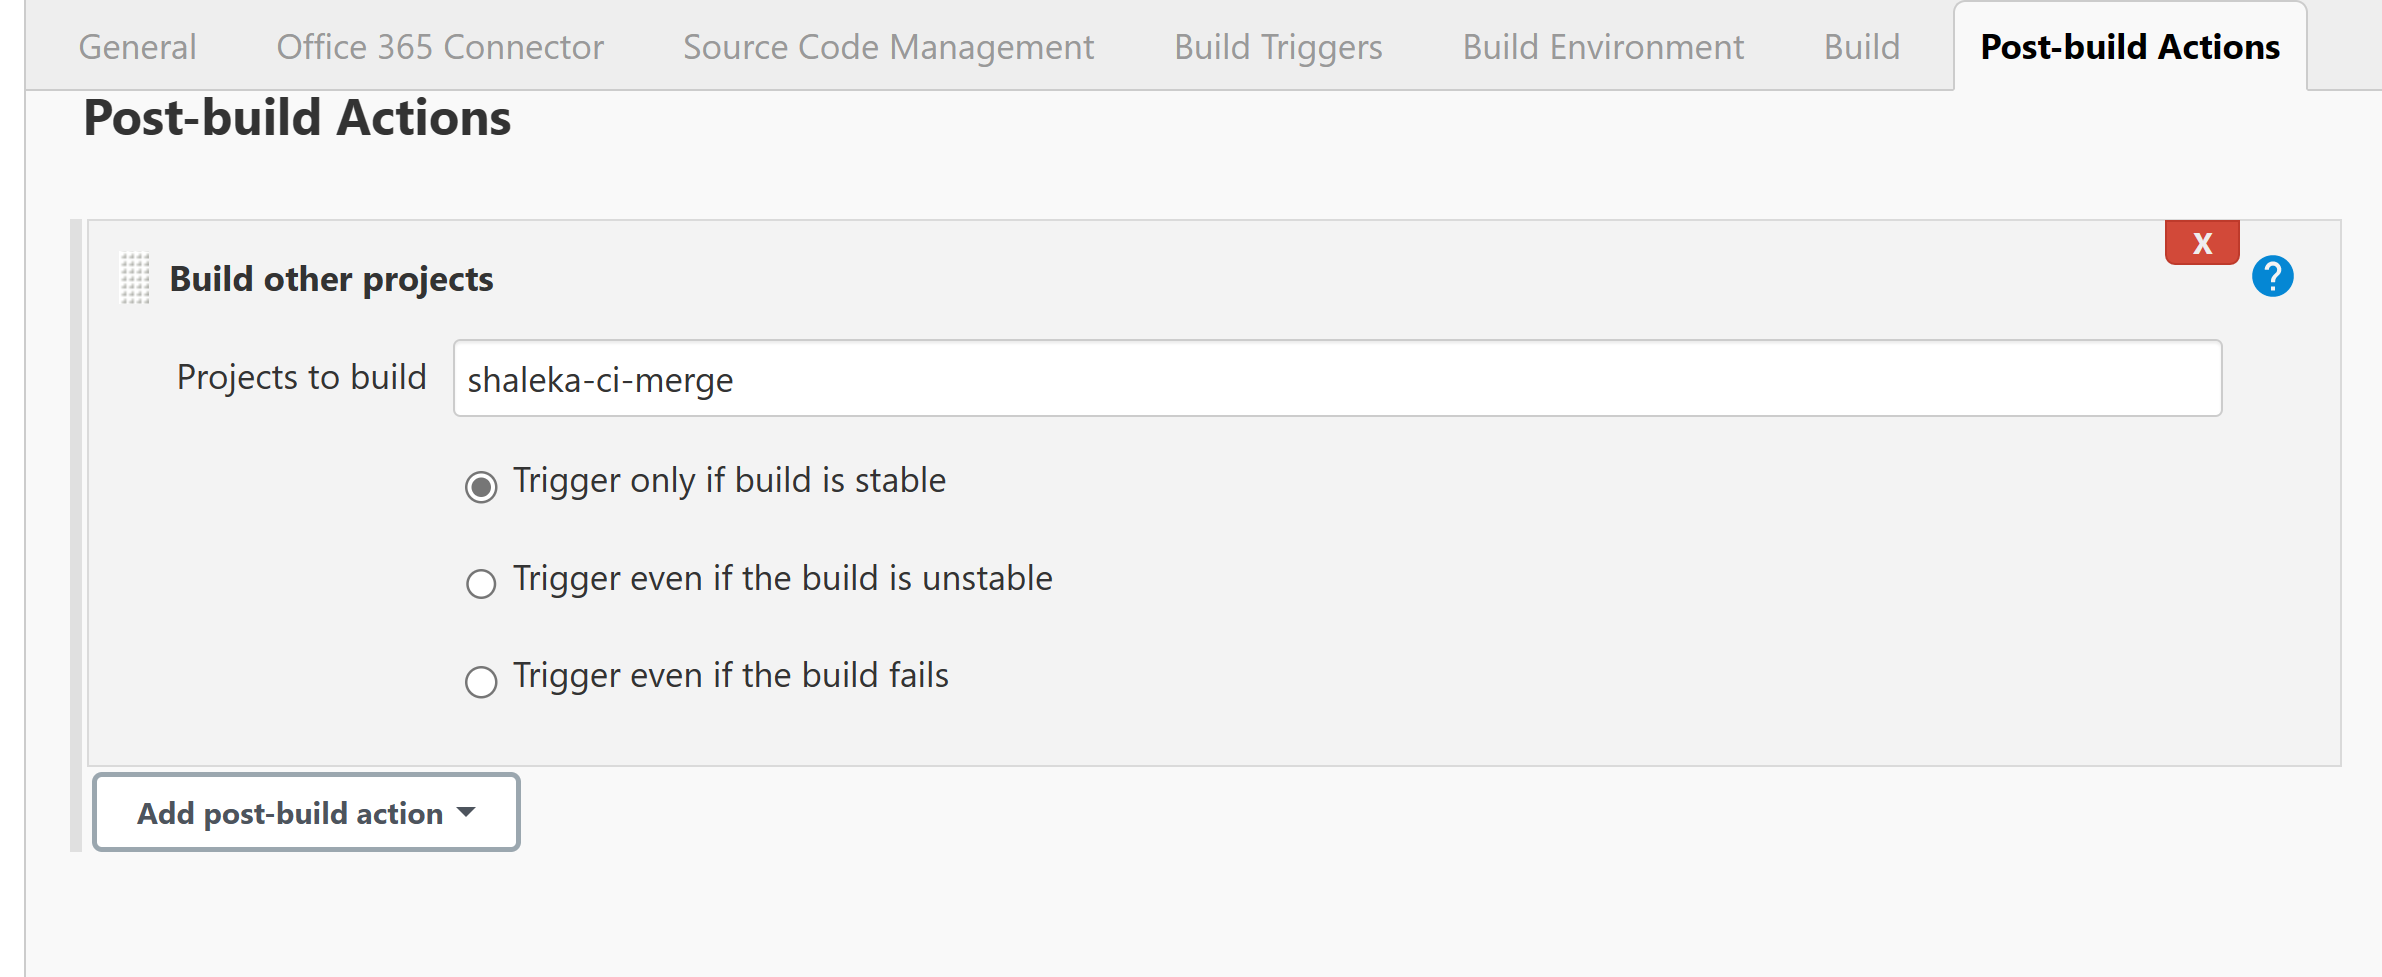 General Office 365 Connector Source Code Management Build Triggers Build Environment Build Post-build Actions
Post-build Actions
X
Build other projects ?
Projects to build shaleka-ci-merge
Trigger only if build is stable
Trigger even if the build is unstable
Trigger even if the build fails
Add post-build action